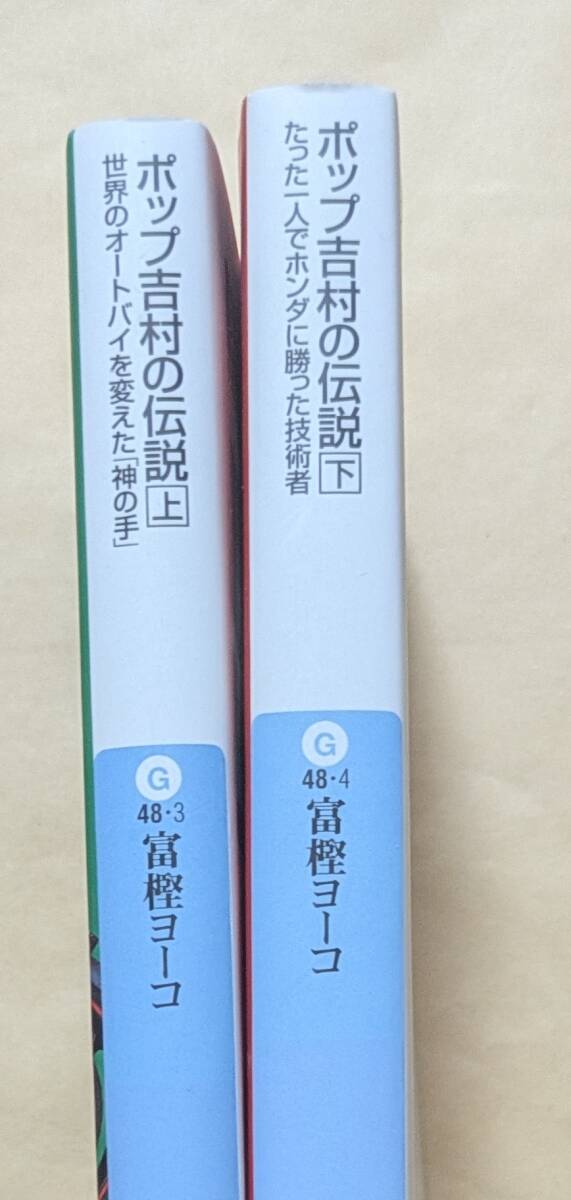 ポップ吉村の伝説 上
世界のオートバイを変えた「神の手」
G
48・3
富樫ヨーコ
ポップ吉村の伝説 下
たった一人でホンダに勝った技術者
G
48・4
富樫ヨーコ